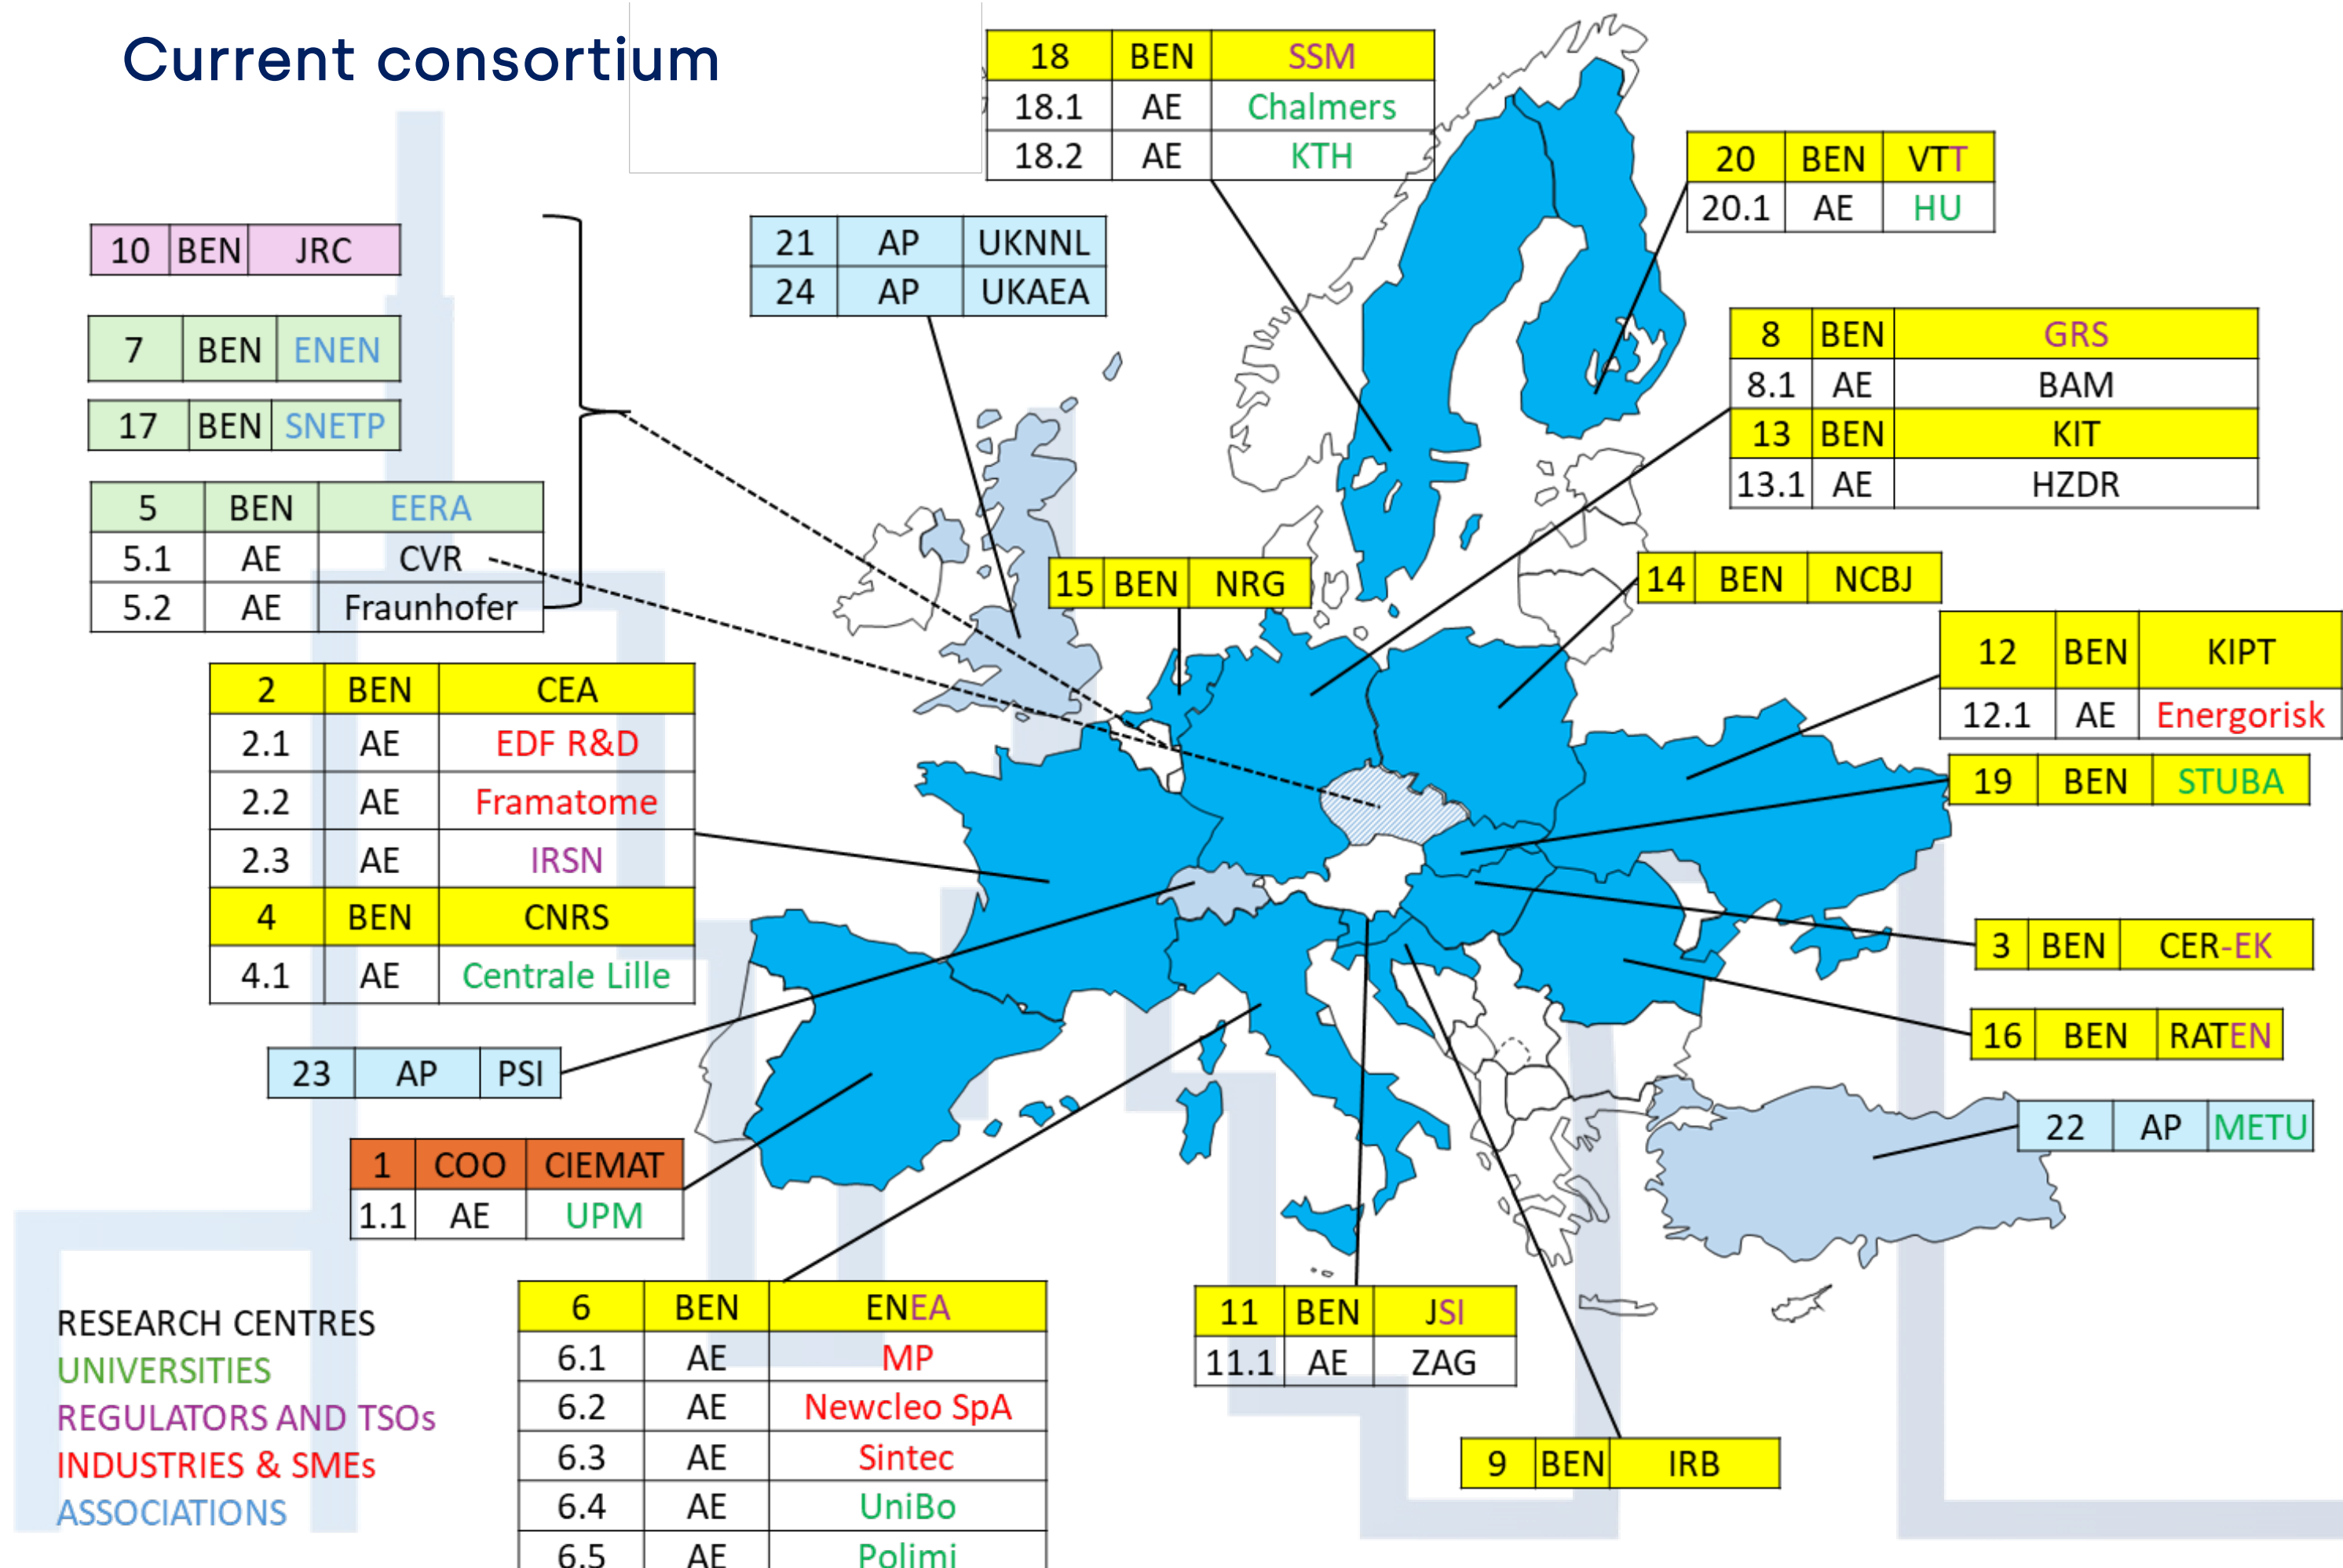 Current consortium
18 BEN SSM
18.1 AE Chalmers
18.2 AE KTH
20 BEN VTT
20.1 AE HU
10 BEN JRC
7 BEN ENEN
17 BEN SNETP
5 BEN EERA
5.1 AE CVR
5.2 AE Fraunhofer
21 AP UKNNL
24 AP UKAEA
8 BEN GRS
8.1 AE BAM
13 BEN KIT
13.1 AE HZDR
15 BEN NRG
14 BEN NCBJ
12 BEN KIPT
12.1 AE Energorisk
19 BEN STUBA
2 BEN CEA
2.1 AE EDF R&D
2.2 AE Framatome
2.3 AE IRSN
4 BEN CNRS
4.1 AE Centrale Lille
3 BEN CER-EK
16 BEN RATEN
23 AP PSI
22 AP METU
1 COO CIEMAT
1.1 AE UPM
6 BEN ENEA
6.1 AE MP
6.2 AE Newcleo SpA
6.3 AE Sintec
6.4 AE UniBo
6.5 AE Polimi
11 BEN JSI
11.1 AE ZAG
9 BEN IRB
RESEARCH CENTRES
UNIVERSITIES
REGULATORS AND TSOs
INDUSTRIES & SMEs
ASSOCIATIONS